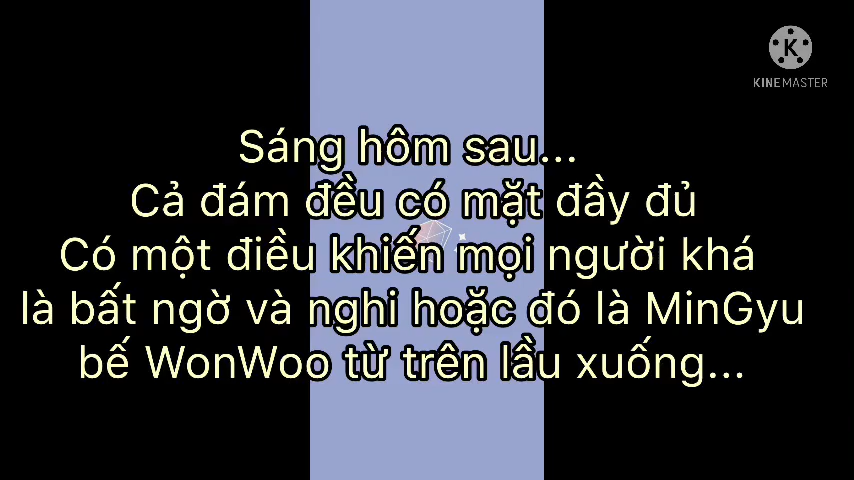 KINEMASTER
Sáng hôm sau...
Cả đám đều có mặt đầy đủ
Có một điều khiến mọi người khá
là bất ngờ và nghi hoặc đó là MinGyu
bế WonWoo từ trên lầu xuống...